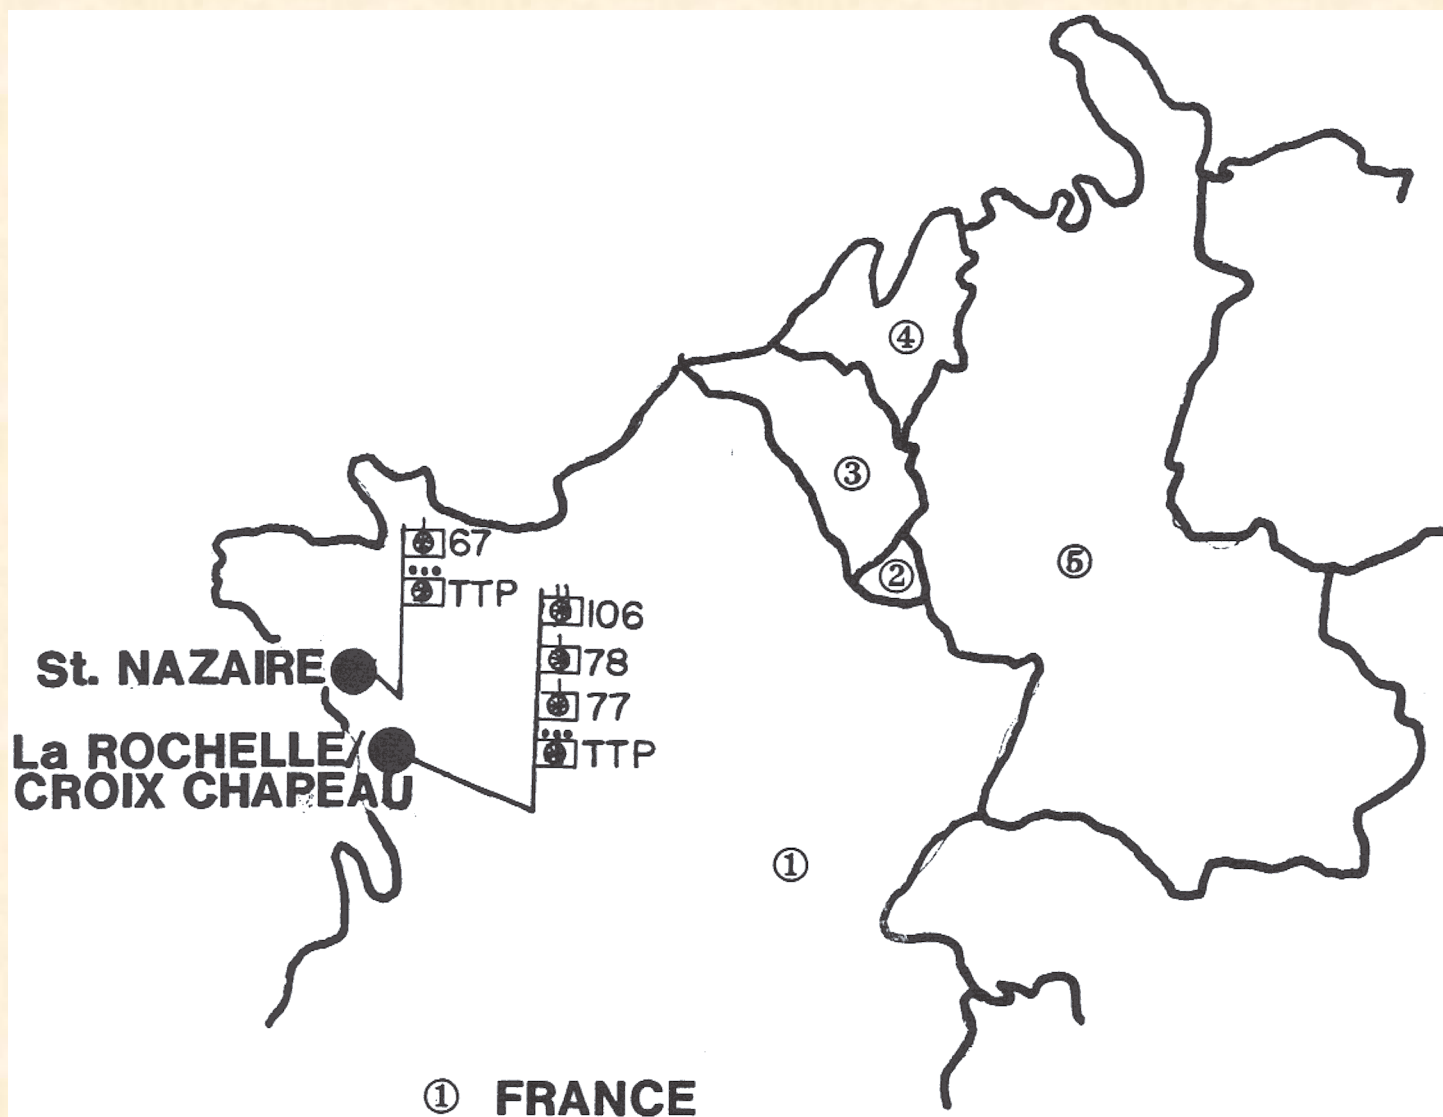 ④
③
②
⑤
67
TTP
106
78
77
TTP
St. NAZAIRE
La ROCHELLE/
CROIX CHAPEAU
①
① FRANCE